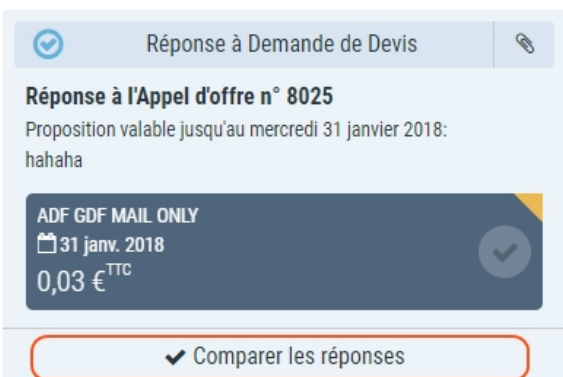 Réponse à Demande de Devis
Réponse à l'Appel d'offre n° 8025
Proposition valable jusqu'au mercredi 31 janvier 2018:
hahaha
ADF GDF MAIL ONLY
31 janv. 2018
0,03 €TTC
Comparer les réponses